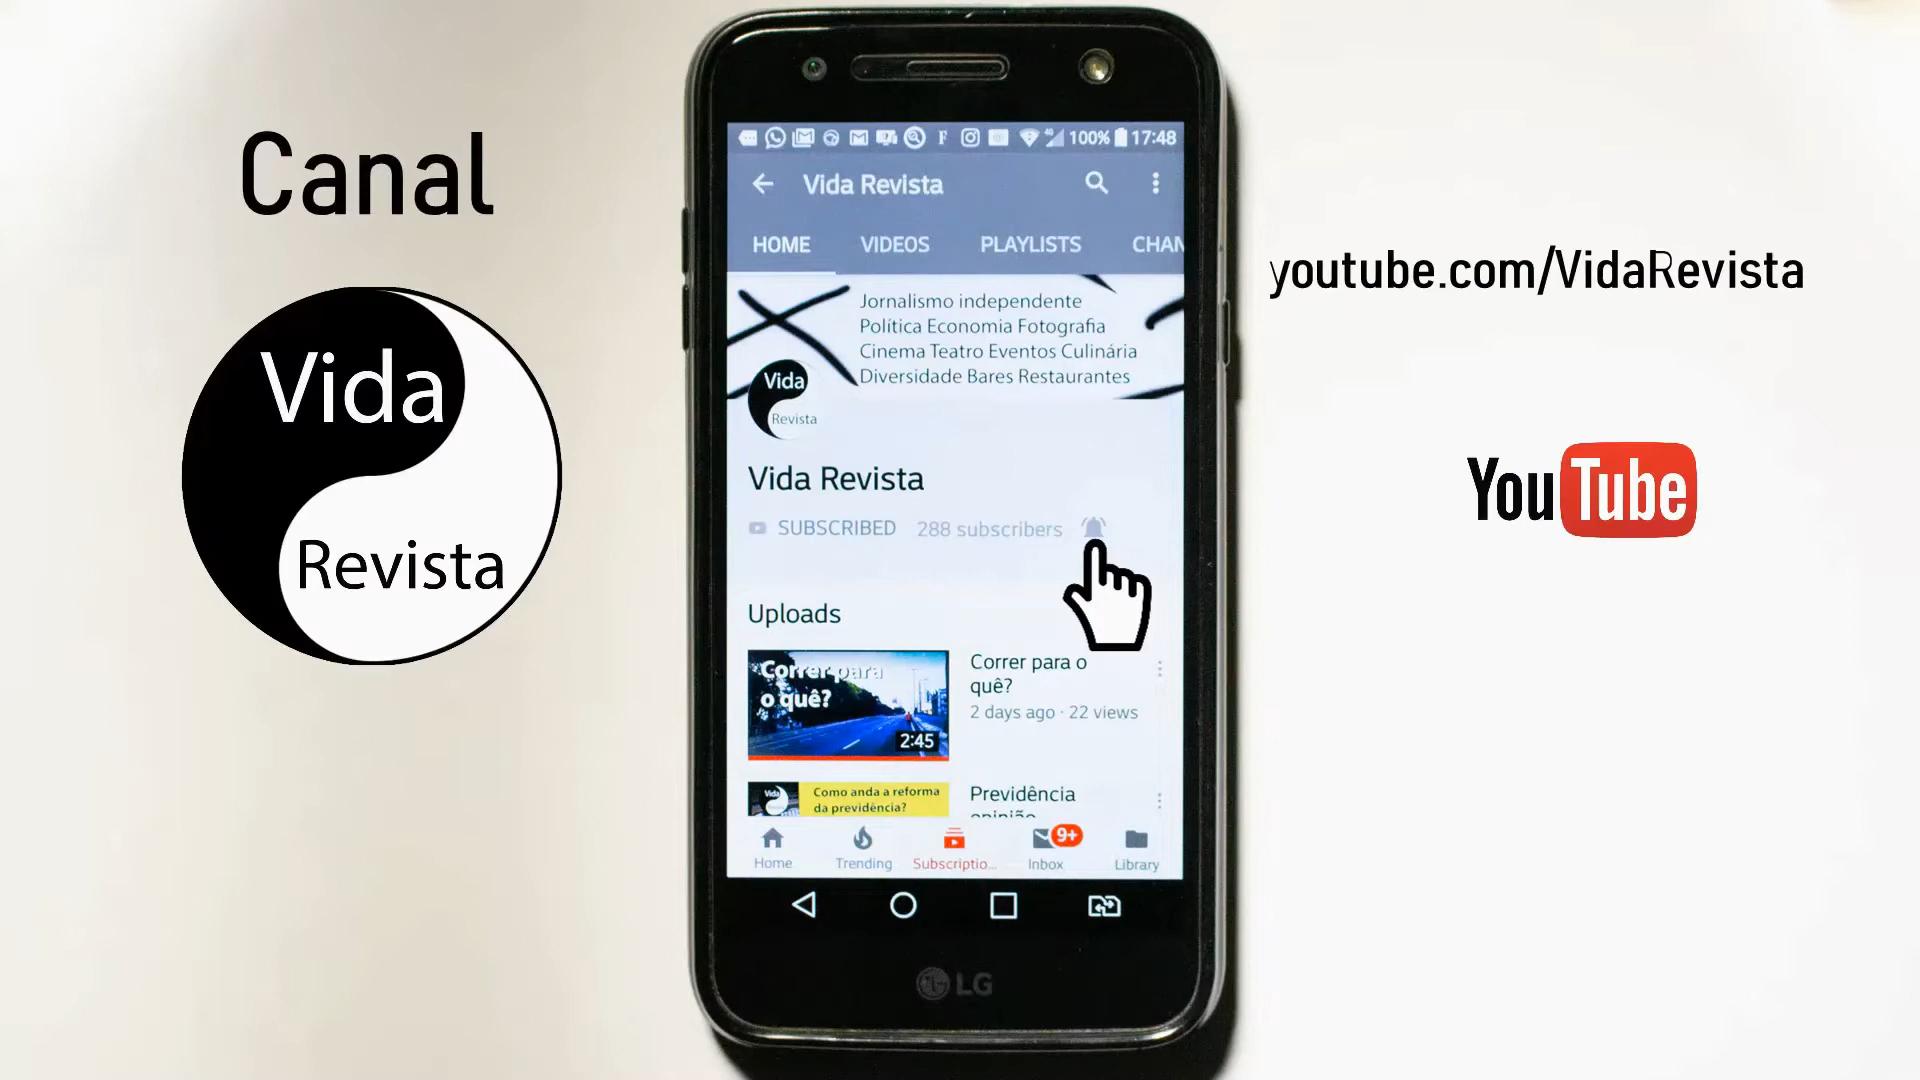 Canal
Vida
Revista
100% 17:48
Vida Revista
HOME VIDEOS PLAYLISTS CHAN
Jornalismo independente
Política Economia Fotografia
Cinema Teatro Eventos Culinária
Diversidade Bares Restaurantes
Vida
Revista
Vida Revista
SUBSCRIBED 288 subscribers
Uploads
Correr para
o quê?
2:45
Correr para o
quê?
2 days ago · 22 views
Vida
Como anda a reforma
da previdência?
Previdência
opinião
9+
Home Trending Subscriptio... Inbox Library
LG
youtube.com/VidaRevista
YouTube